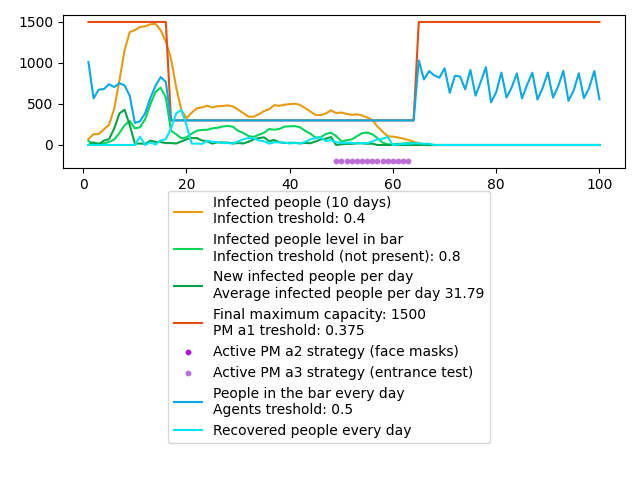 1500
1000
500
0
0 20 40 60 80 100
Infected people (10 days)
Infection treshold: 0.4
Infected people level in bar
Infection treshold (not present): 0.8
New infected people per day
Average infected people per day 31.79
Final maximum capacity: 1500
PM a1 treshold: 0.375
Active PM a2 strategy (face masks)
Active PM a3 strategy (entrance test)
People in the bar every day
Agents treshold: 0.5
Recovered people every day